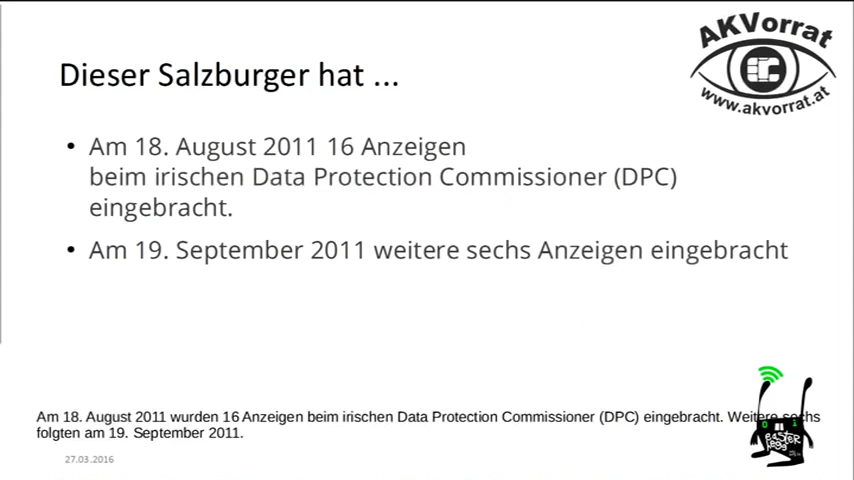 AKVorrat
www.akvorrat.at
Dieser Salzburger hat ...
• Am 18. August 2011 16 Anzeigen
beim irischen Data Protection Commissioner (DPC)
eingebracht.
• Am 19. September 2011 weitere sechs Anzeigen eingebracht
Am 18. August 2011 wurden 16 Anzeigen beim irischen Data Protection Commissioner (DPC) eingebracht. Weitere sechs
folgten am 19. September 2011.
easter
hegg
27.03.2016